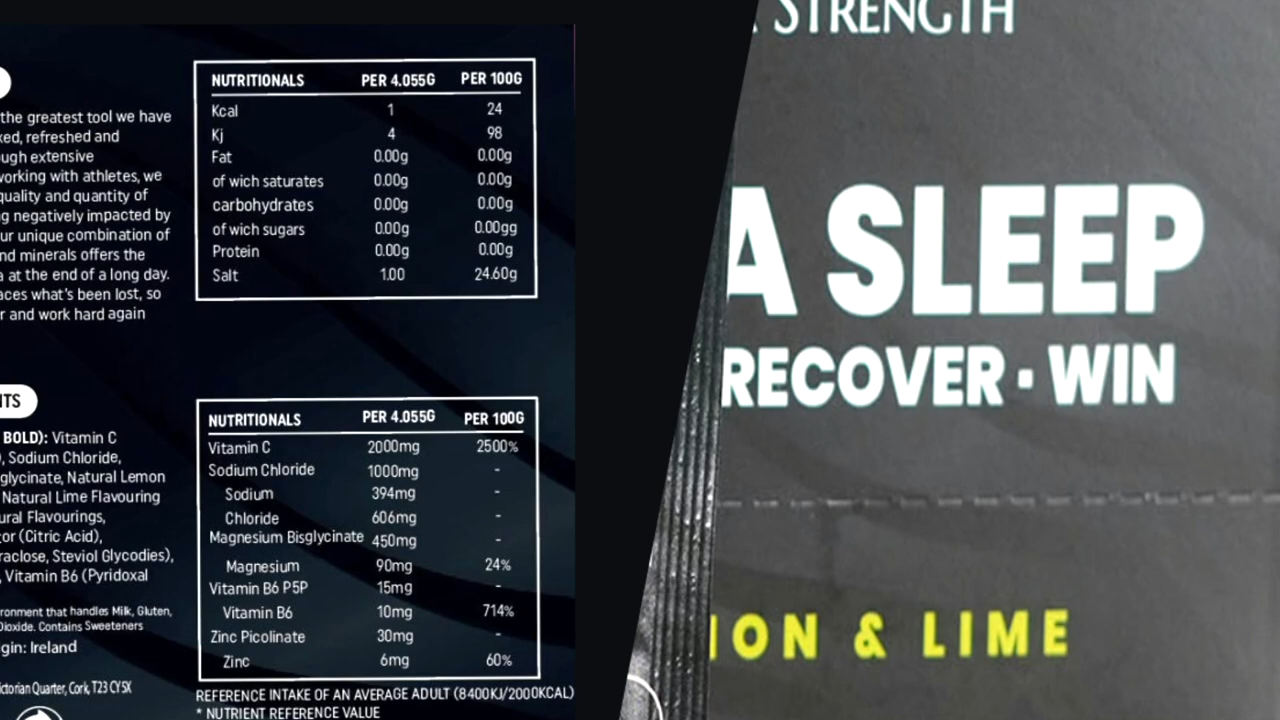 the greatest tool we have
xed, refreshed and
ugh extensive
working with athletes, we
quality and quantity of
g negatively impacted by
ur unique combination of
nd minerals offers the
a at the end of a long day.
aces what's been lost, so
r and work hard again
NUTRITIONALS PER 4.055G PER 100G
Kcal 1 24
Kj 4 98
Fat 0.00g 0.00g
of wich saturates 0.00g 0.00g
carbohydrates 0.00g 0.00g
of wich sugars 0.00g 0.00gg
Protein 0.00g 0.00g
Salt 1.00 24.60g
NTS
BOLD): Vitamin C
), Sodium Chloride,
glycinate, Natural Lemon
Natural Lime Flavouring
ural Flavourings,
tor (Citric Acid),
raclose, Steviol Glycodies),
, Vitamin B6 (Pyridoxal
ronment that handles Milk, Gluten,
Dioxide. Contains Sweeteners
gin: Ireland
ictorian Quarter, Cork, T23 CY5X
NUTRITIONALS PER 4.055G PER 100G
Vitamin C 2000mg 2500%
Sodium Chloride 1000mg -
Sodium 394mg -
Chloride 606mg -
Magnesium Bisglycinate 450mg -
Magnesium 90mg 24%
Vitamin B6 P5P 15mg -
Vitamin B6 10mg 714%
Zinc Picolinate 30mg -
Zinc 6mg 60%
REFERENCE INTAKE OF AN AVERAGE ADULT (8400KJ/2000KCAL)
* NUTRIENT REFERENCE VALUE
STRENGTH
A SLEEP
RECOVER · WIN
ION & LIME